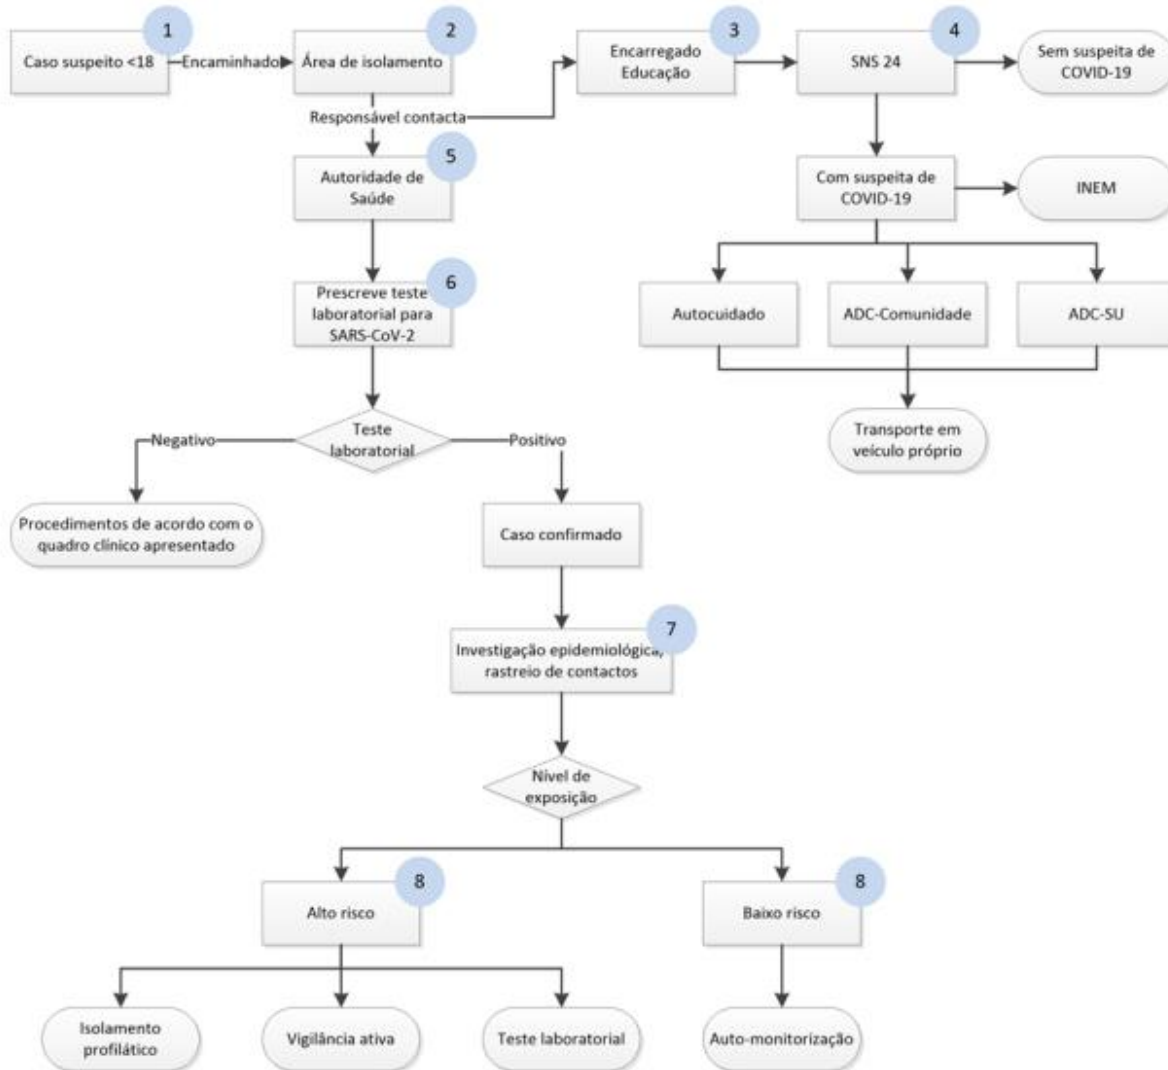 1
Caso suspeito <18
Encaminhado
2
Área de isolamento
Responsável contacta
3
Encarregado
Educação
4
SNS 24
Sem suspeita de
COVID-19
5
Autoridade de
Saúde
Com suspeita de
COVID-19
INEM
6
Prescreve teste
laboratorial para
SARS-CoV-2
Autocuidado
ADC-Comunidade
ADC-SU
Transporte em
veículo próprio
Teste
laboratorial
Negativo
Positivo
Procedimentos de acordo com o
quadro clínico apresentado
Caso confirmado
7
Investigação epidemiológica,
rastreio de contactos
Nível de
exposição
8
Alto risco
8
Baixo risco
Isolamento
profilático
Vigilância ativa
Teste laboratorial
Auto-monitorização